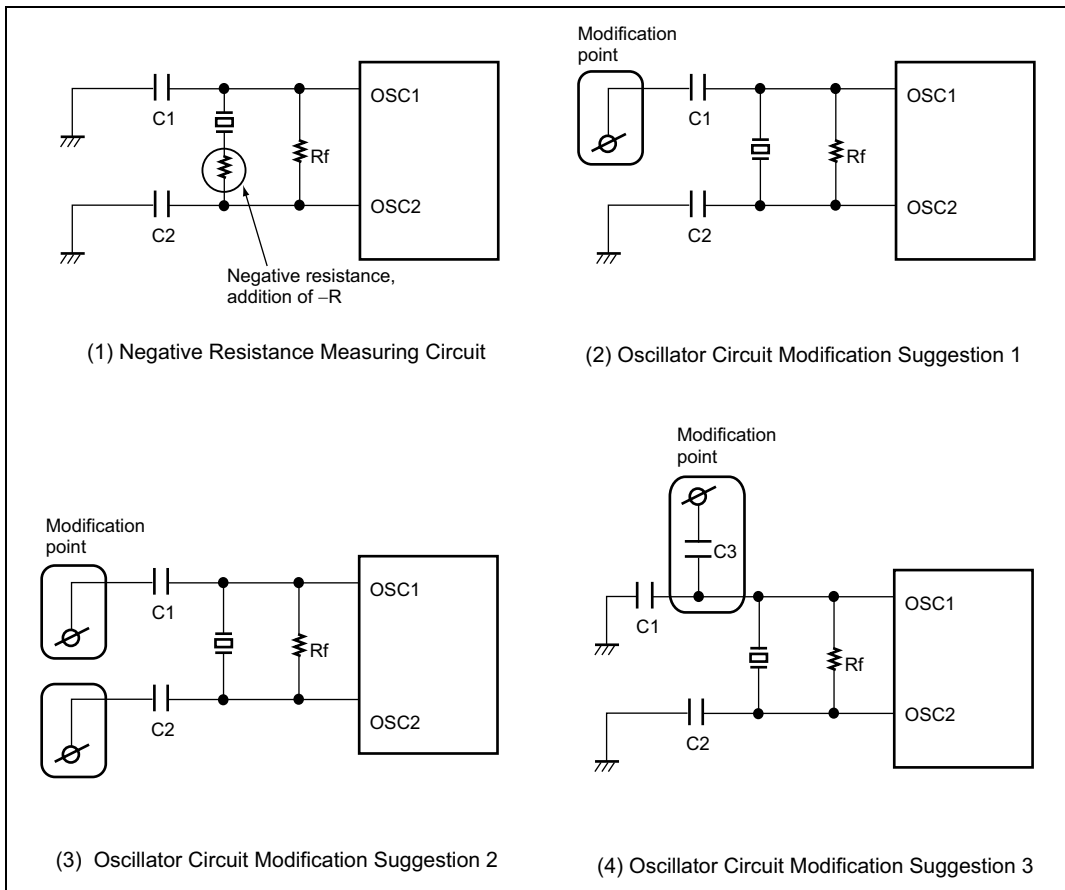 C1
OSC1
Rf
OSC2
C2
Negative resistance,
addition of –R
(1) Negative Resistance Measuring Circuit
Modification
point
C1
OSC1
Rf
OSC2
C2
(2) Oscillator Circuit Modification Suggestion 1
Modification
point
C1
OSC1
Rf
OSC2
C2
(3) Oscillator Circuit Modification Suggestion 2
Modification
point
C3
C1
OSC1
Rf
OSC2
C2
(4) Oscillator Circuit Modification Suggestion 3